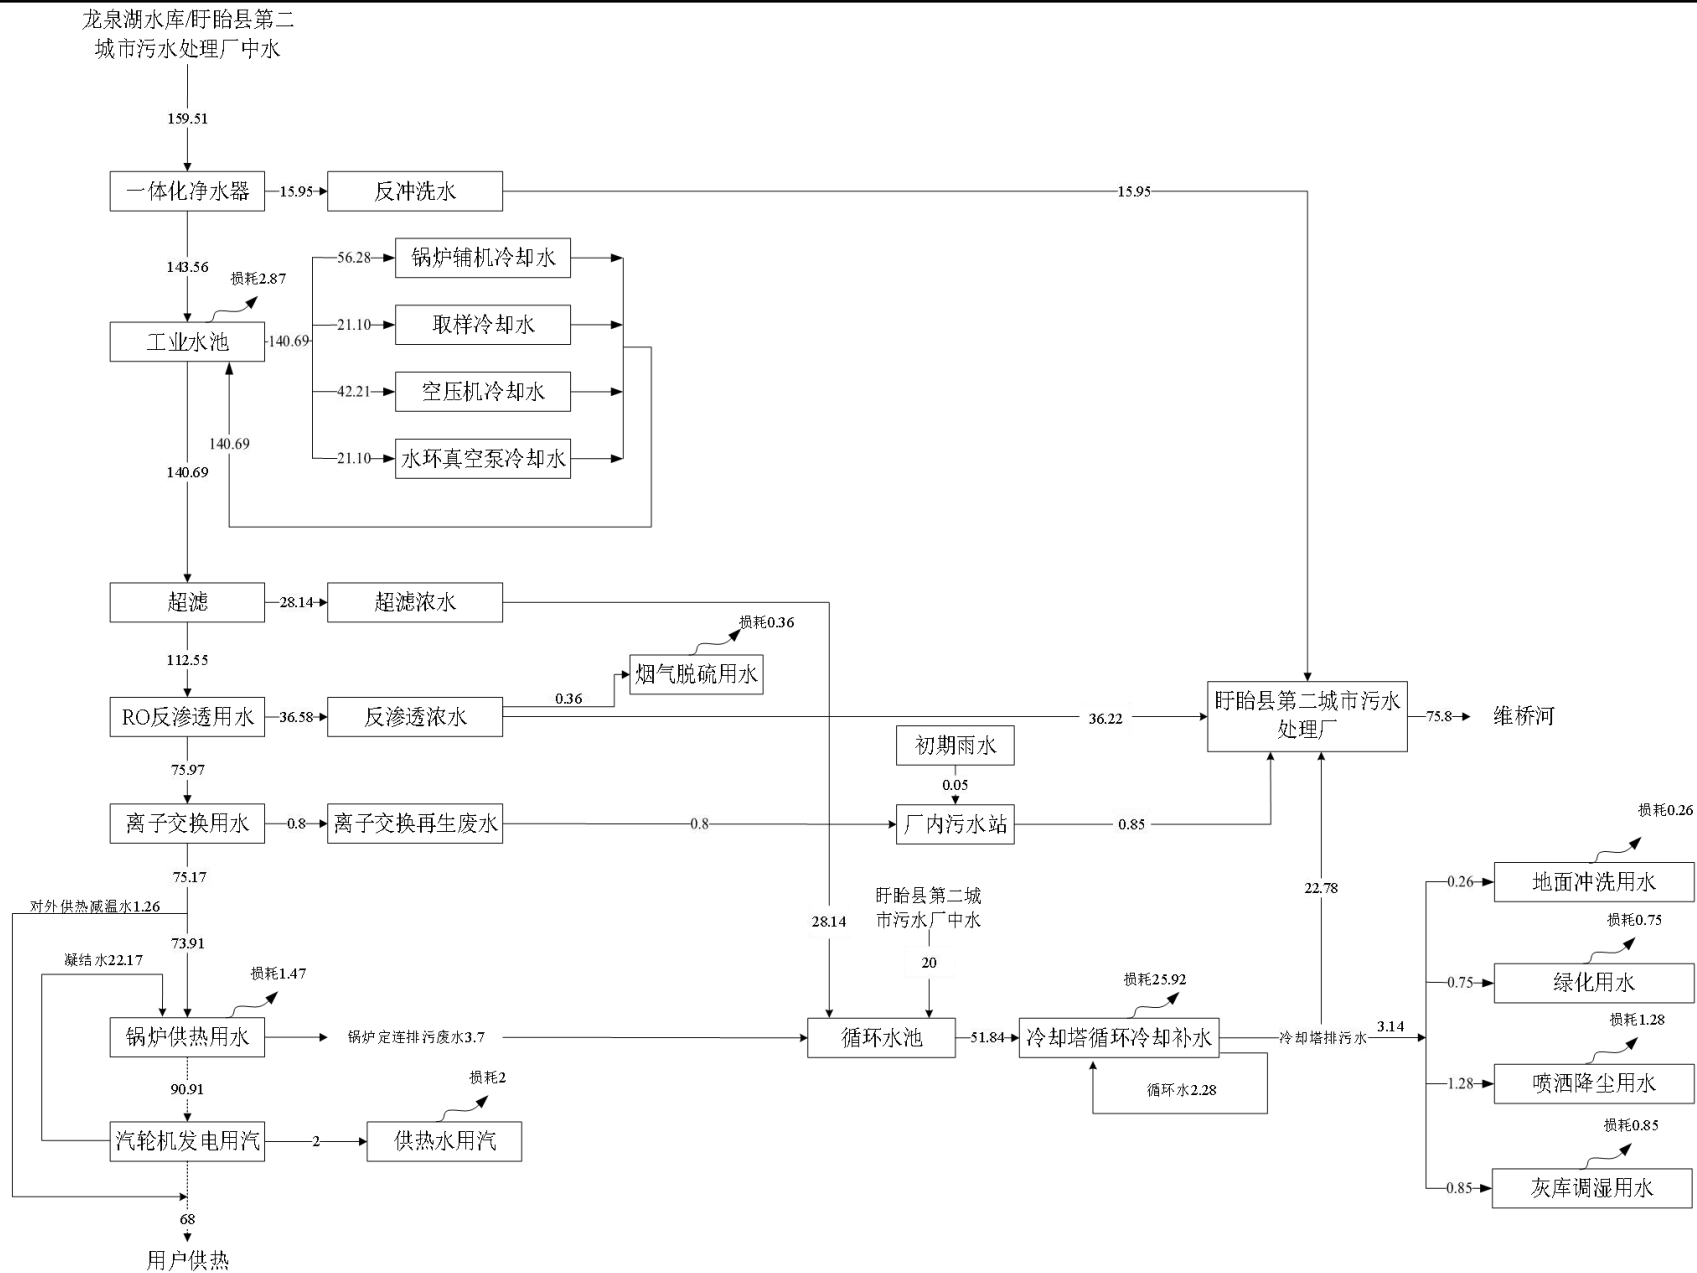 龙泉湖水库/盱眙县第二
城市污水处理厂中水
159.51
一体化净水器
15.95
反冲洗水
15.95
143.56
损耗2.87
工业水池
140.69
56.28
锅炉辅机冷却水
21.10
取样冷却水
42.21
空压机冷却水
21.10
水环真空泵冷却水
140.69
140.69
超滤
28.14
超滤浓水
112.55
损耗0.36
烟气脱硫用水
0.36
RO反渗透用水
36.58
反渗透浓水
36.22
盱眙县第二城市污水
处理厂
75.8
维桥河
初期雨水
0.05
75.97
离子交换用水
0.8
离子交换再生废水
0.8
厂内污水站
0.85
75.17
对外供热减温水1.26
73.91
凝结水22.17
损耗1.47
锅炉供热用水
锅炉定连排污废水3.7
28.14
盱眙县第二城
市污水厂中水
20
循环水池
51.84
损耗25.92
冷却塔循环冷却补水
循环水2.28
冷却塔排污水
3.14
22.78
损耗0.26
0.26
地面冲洗用水
损耗0.75
0.75
绿化用水
损耗1.28
1.28
喷洒降尘用水
损耗0.85
0.85
灰库调湿用水
90.91
汽轮机发电用汽
2
损耗2
供热水用汽
68
用户供热